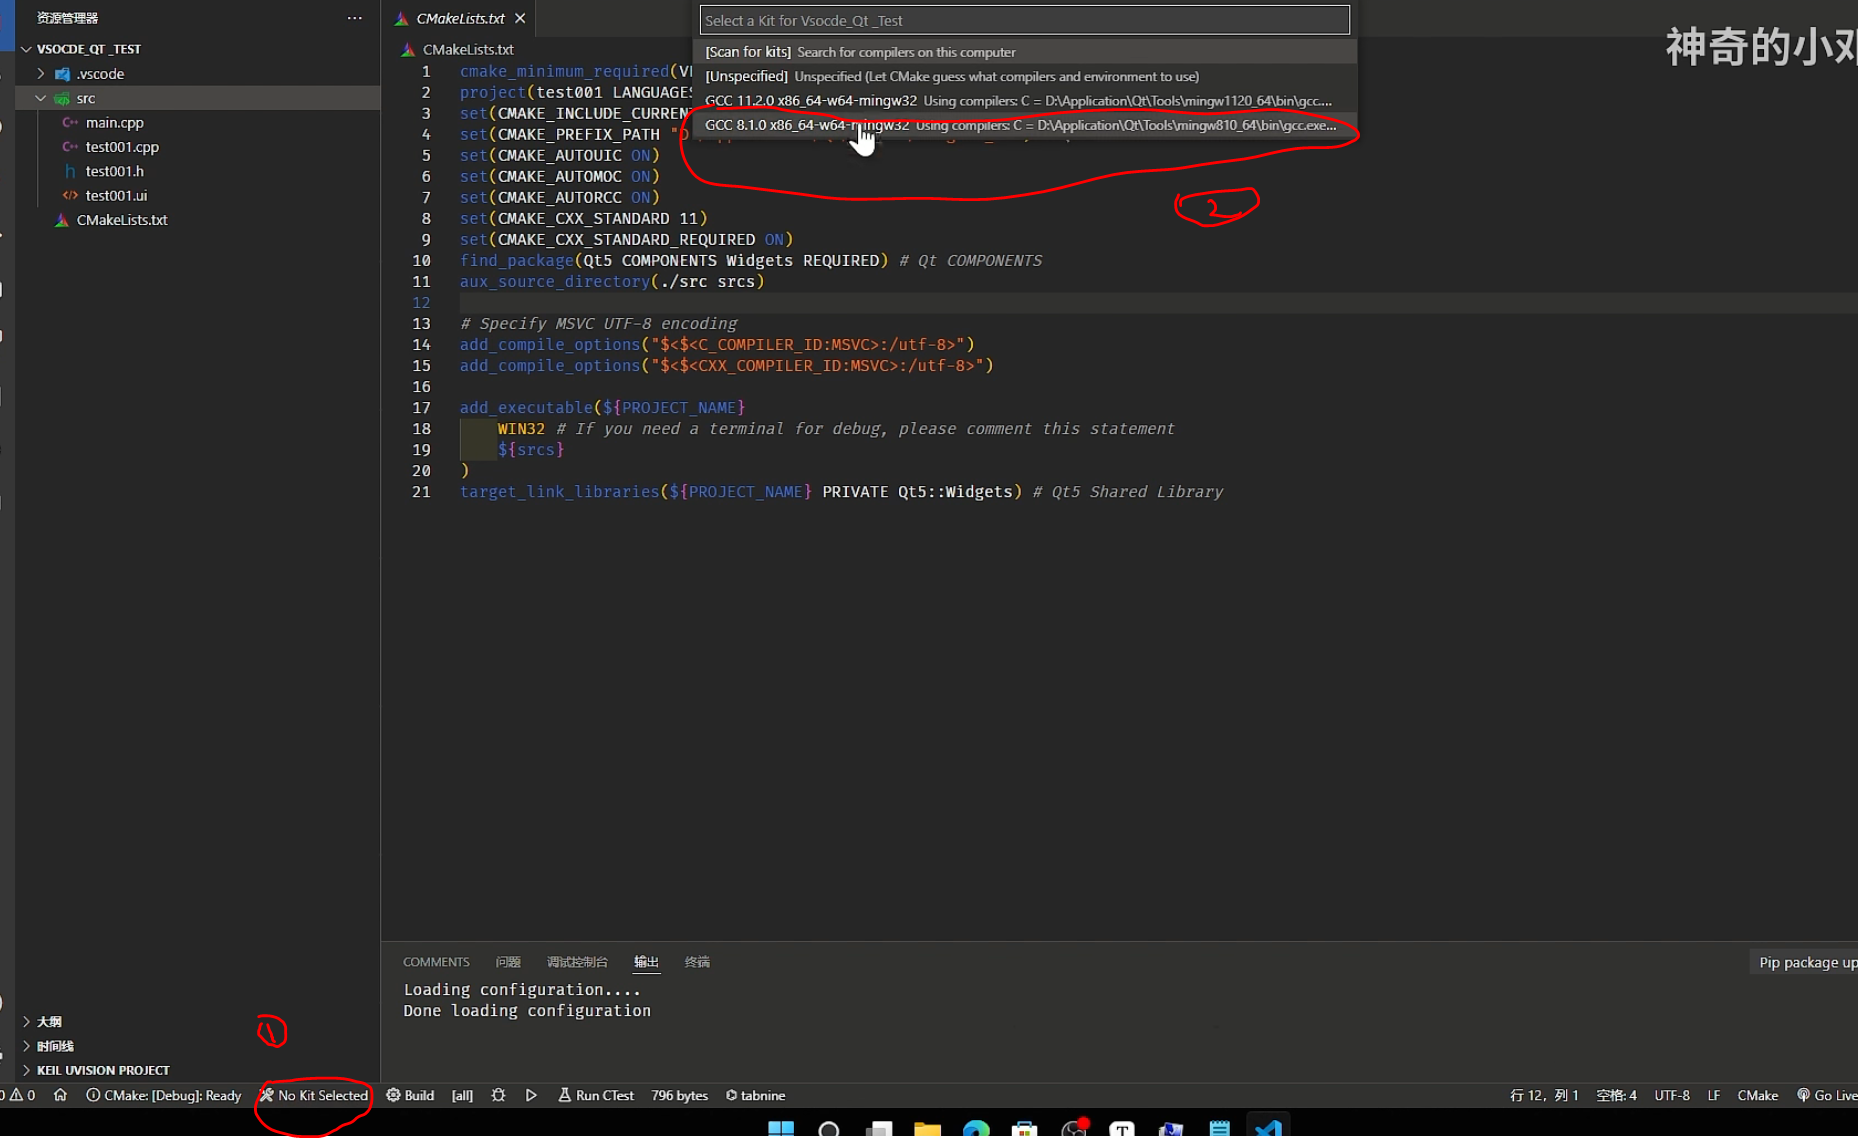 资源管理器
···
VSOCDE_QT _TEST
.vscode
src
main.cpp
test001.cpp
h test001.h
test001.ui
CMakeLists.txt
大纲
时间线
KEIL UVISION PROJECT
CMakeLists.txt
CMakeLists.txt
Select a Kit for Vsocde_Qt _Test
[Scan for kits] Search for compilers on this computer
[Unspecified] Unspecified (Let CMake guess what compilers and environment to use)
GCC 11.2.0 x86_64-w64-mingw32 Using compilers: C = D:\Application\Qt\Tools\mingw1120_64\bin\gcc....
GCC 8.1.0 x86_64-w64-mingw32 Using compilers: C = D:\Application\Qt\Tools\mingw810_64\bin\gcc.exe...
神奇的小
1 cmake_minimum_required(
2 project(test001 LANGUAGES
3 set(CMAKE_INCLUDE_CURREN
4 set(CMAKE_PREFIX_PATH "D
5 set(CMAKE_AUTOUIC ON)
6 set(CMAKE_AUTOMOC ON)
7 set(CMAKE_AUTORCC ON)
8 set(CMAKE_CXX_STANDARD 11)
9 set(CMAKE_CXX_STANDARD_REQUIRED ON)
10 find_package(Qt5 COMPONENTS Widgets REQUIRED) # Qt COMPONENTS
11 aux_source_directory(./src srcs)
12
13 # Specify MSVC UTF-8 encoding
14 add_compile_options("$<$<C_COMPILER_ID:MSVC>:/utf-8>")
15 add_compile_options("$<$<CXX_COMPILER_ID:MSVC>:/utf-8>")
16
17 add_executable(${PROJECT_NAME}
18 WIN32 # If you need a terminal for debug, please comment this statement
19 ${srcs}
20 )
21 target_link_libraries(${PROJECT_NAME} PRIVATE Qt5::Widgets) # Qt5 Shared Library
2
1
COMMENTS 问题 调试控制台 输出 终端
Pip package up
Loading configuration....
Done loading configuration
0 0 CMake: [Debug]: Ready No Kit Selected Build [all] Run CTest 796 bytes tabnine 行 12，列 1 空格: 4 UTF-8 LF CMake Go Live
T